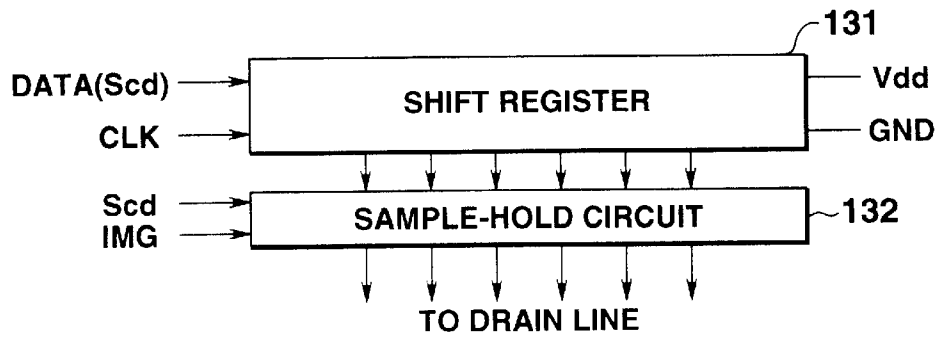 131
DATA(Scd)
SHIFT REGISTER
Vdd
CLK
GND
Scd
SAMPLE-HOLD CIRCUIT
132
IMG
TO DRAIN LINE